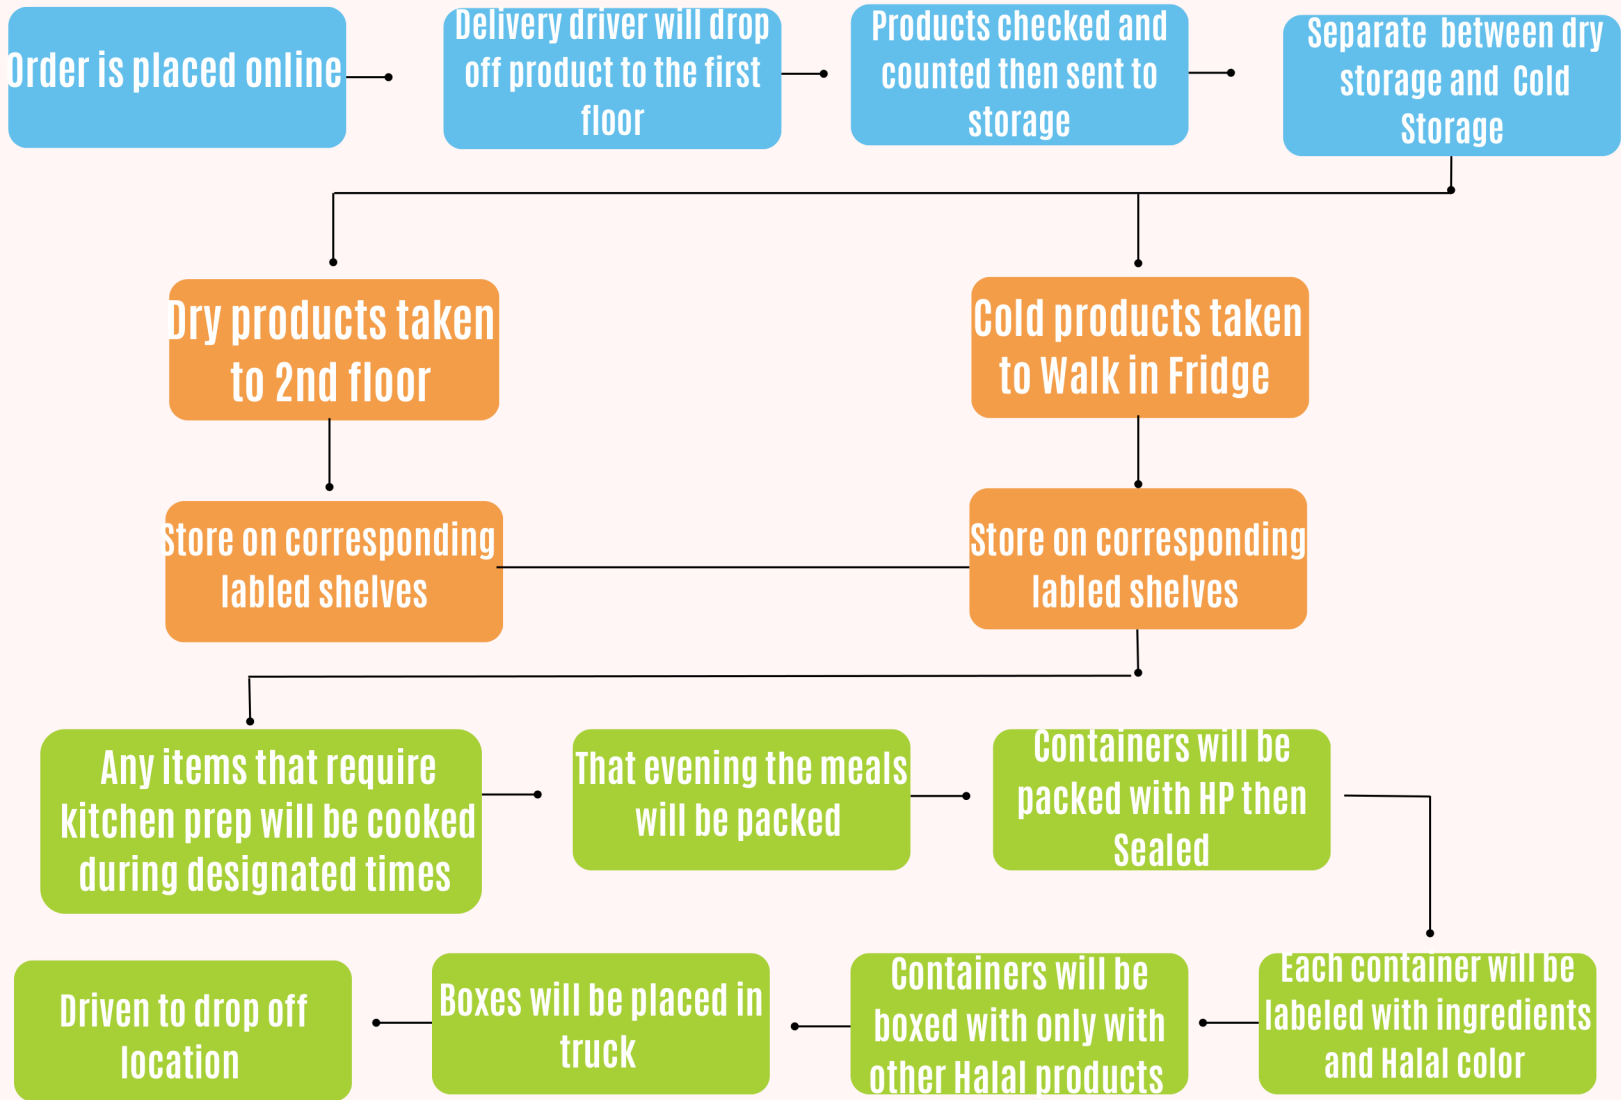 Order is placed online
Delivery driver will drop
off product to the first
floor
Products checked and
counted then sent to
storage
Separate between dry
storage and Cold
Storage
Dry products taken
to 2nd floor
Cold products taken
to Walk in Fridge
Store on corresponding
labled shelves
Store on corresponding
labled shelves
Any items that require
kitchen prep will be cooked
during designated times
That evening the meals
will be packed
Containers will be
packed with HP then
Sealed
Each container will be
labeled with ingredients
and Halal color
Containers will be
boxed with only with
other Halal products
Boxes will be placed in
truck
Driven to drop off
location